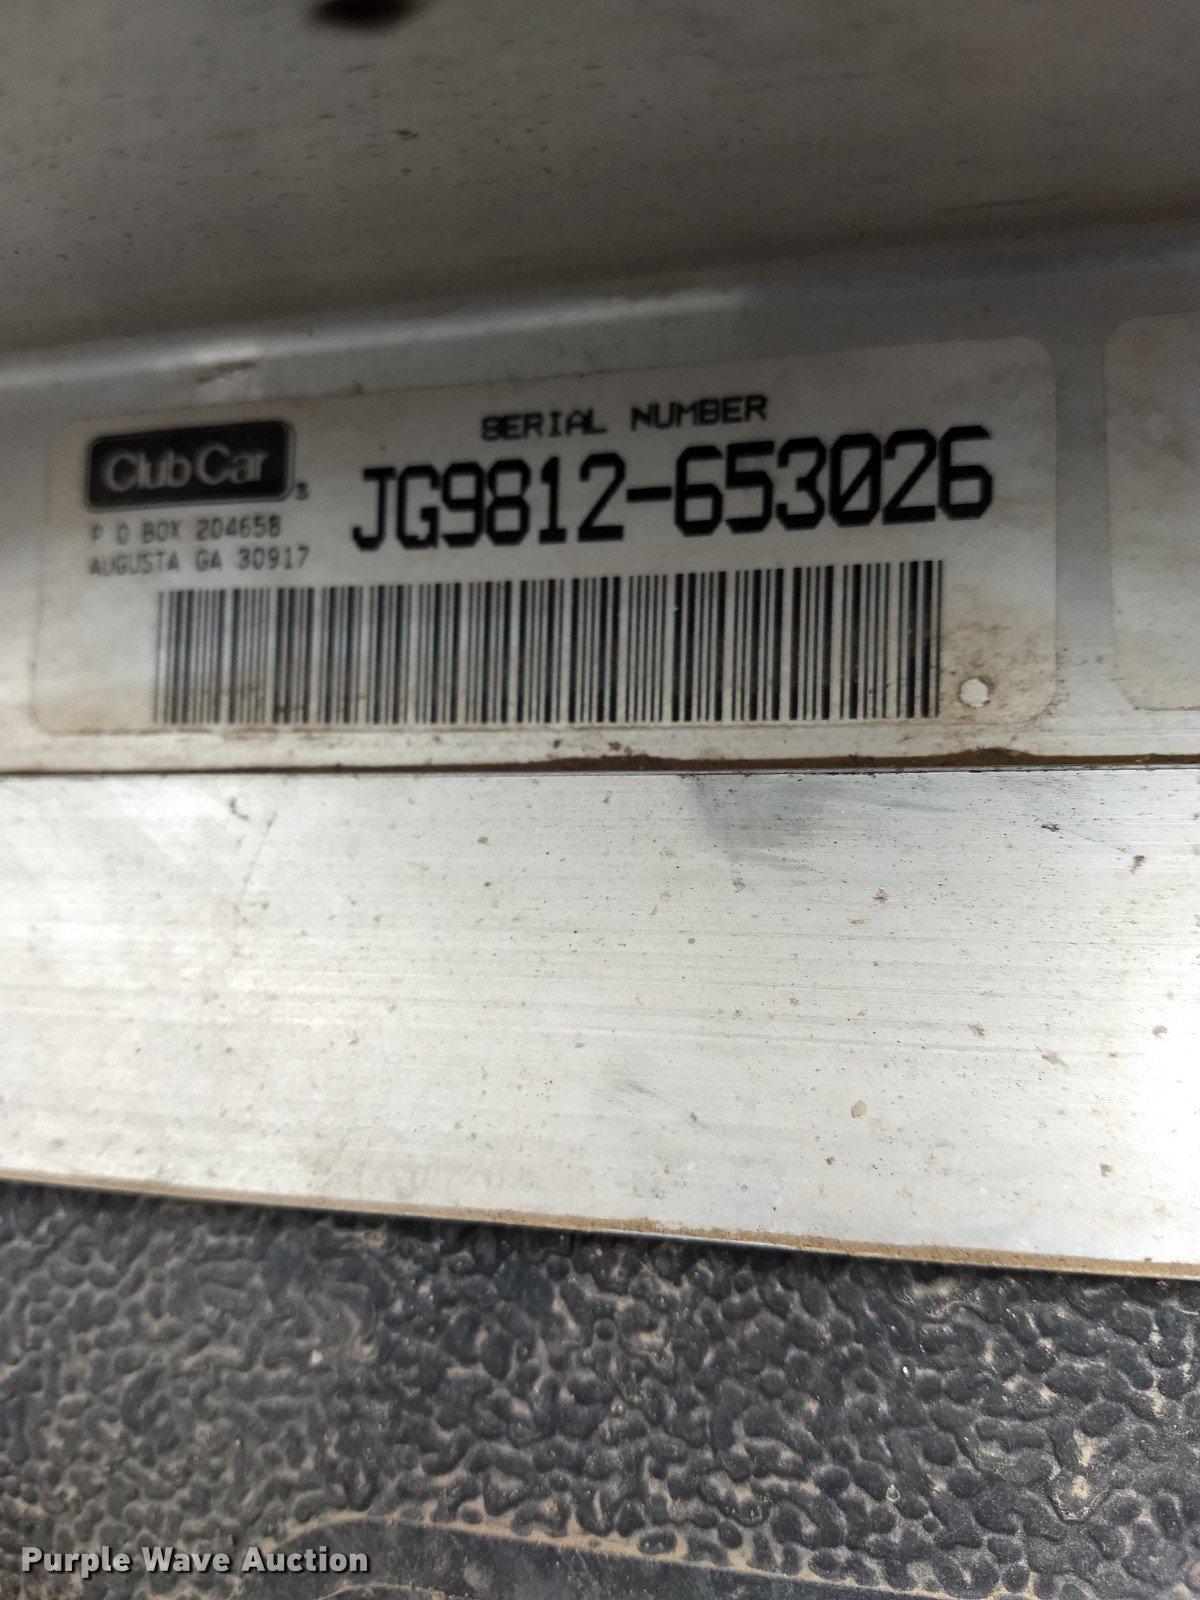 Club Car
P O BOX 204658
AUGUSTA GA 30917
SERIAL NUMBER
JG9812-653026
Purple Wave Auction